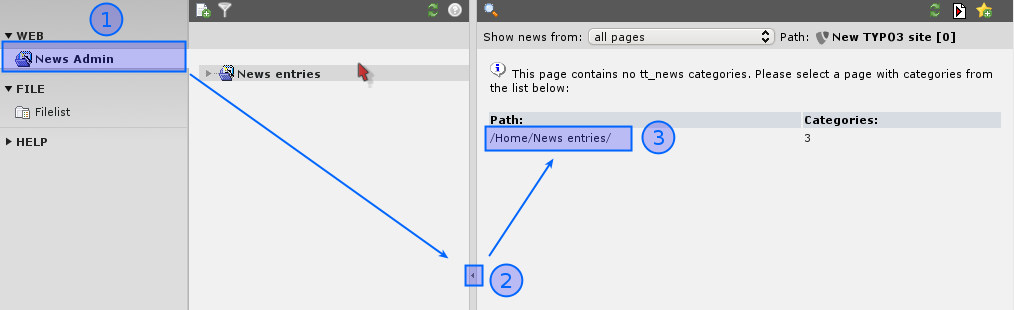 1
WEB
News Admin
FILE
Filelist
HELP
News entries
Show news from: all pages Path: New TYPO3 site [0]
This page contains no tt_news categories. Please select a page with categories from
the list below:
Path: Categories:
/Home/News entries/ 3
3
2